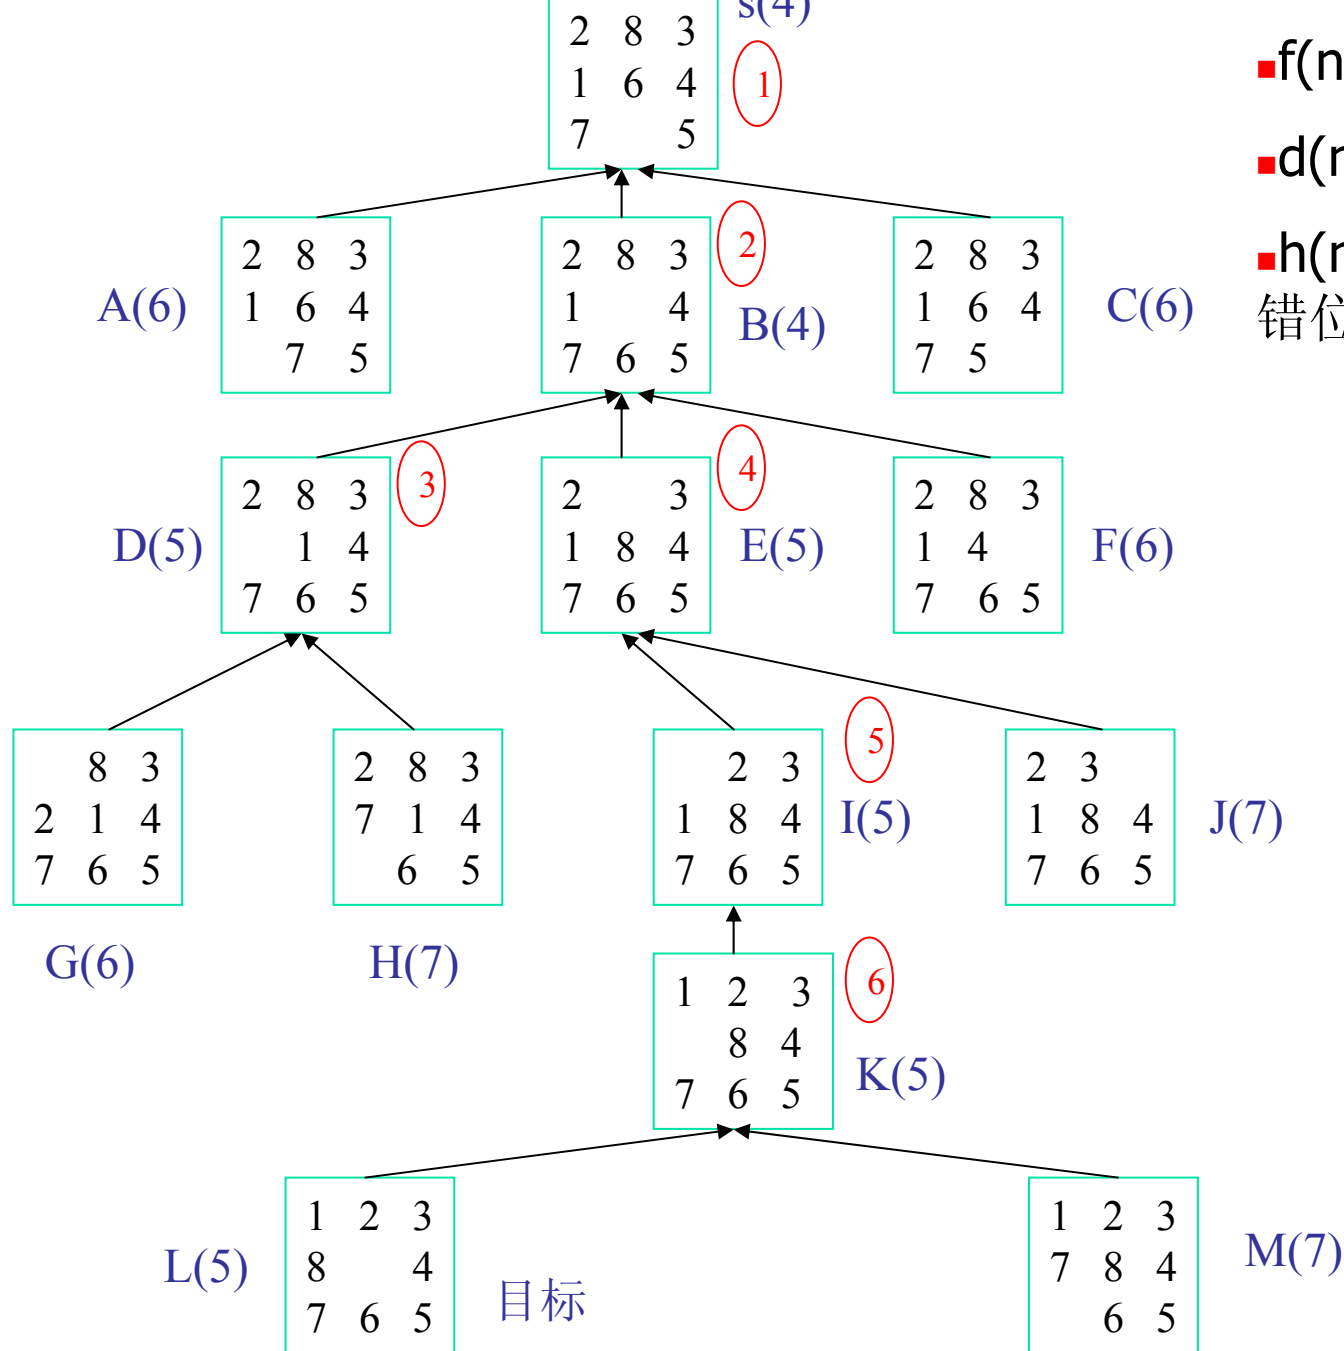 s(4)
2 8 3
1 6 4
7 5
1
■f(n
■d(n
■h(n
错位
A(6)
2 8 3
1 6 4
7 5
2 8 3
1 4
7 6 5
2
B(4)
2 8 3
1 6 4
7 5
C(6)
D(5)
2 8 3
1 4
7 6 5
3
2 3
1 8 4
7 6 5
4
E(5)
2 8 3
1 4
7 6 5
F(6)
8 3
2 1 4
7 6 5
G(6)
2 8 3
7 1 4
6 5
H(7)
2 3
1 8 4
7 6 5
5
I(5)
2 3
1 8 4
7 6 5
J(7)
1 2 3
8 4
7 6 5
6
K(5)
L(5)
1 2 3
8 4
7 6 5
目标
1 2 3
7 8 4
6 5
M(7)